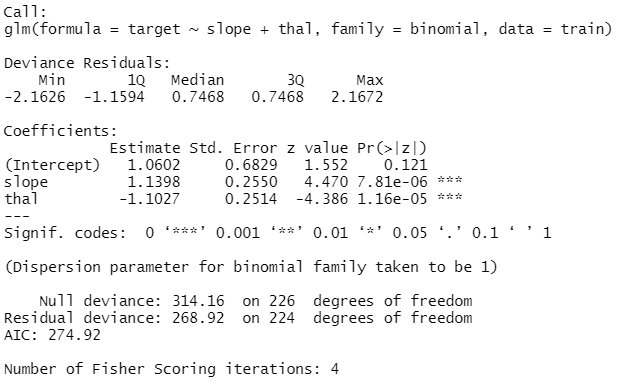 Call:
glm(formula = target ~ slope + thal, family = binomial, data = train)
Deviance Residuals:
    Min       1Q   Median       3Q      Max
-2.1626  -1.1594   0.7468   0.7468   2.1672
Coefficients:
            Estimate Std. Error z value Pr(>|z|)
(Intercept)   1.0602     0.6829   1.552    0.121
slope         1.1398     0.2550   4.470 7.81e-06 ***
thal         -1.1027     0.2514  -4.386 1.16e-05 ***
---
Signif. codes:  0 ‘***’ 0.001 ‘**’ 0.01 ‘*’ 0.05 ‘.’ 0.1 ‘ ’ 1
(Dispersion parameter for binomial family taken to be 1)
    Null deviance: 314.16  on 226  degrees of freedom
Residual deviance: 268.92  on 224  degrees of freedom
AIC: 274.92
Number of Fisher Scoring iterations: 4